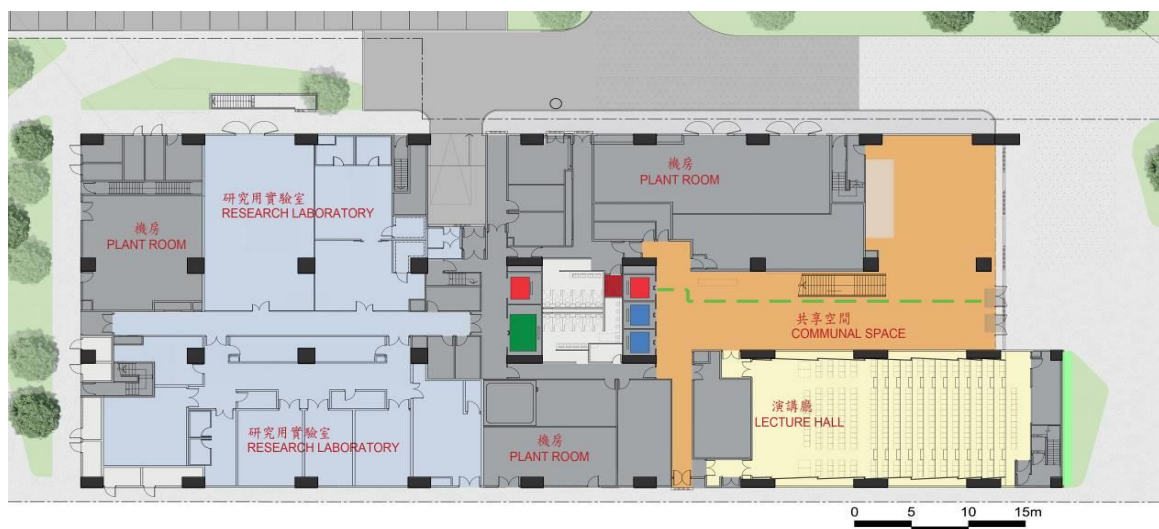 機房
PLANT ROOM
研究用實驗室
RESEARCH LABORATORY
機房
PLANT ROOM
共享空間
COMMUNAL SPACE
研究用實驗室
RESEARCH LABORATORY
機房
PLANT ROOM
演講廳
LECTURE HALL
0 5 10 15m